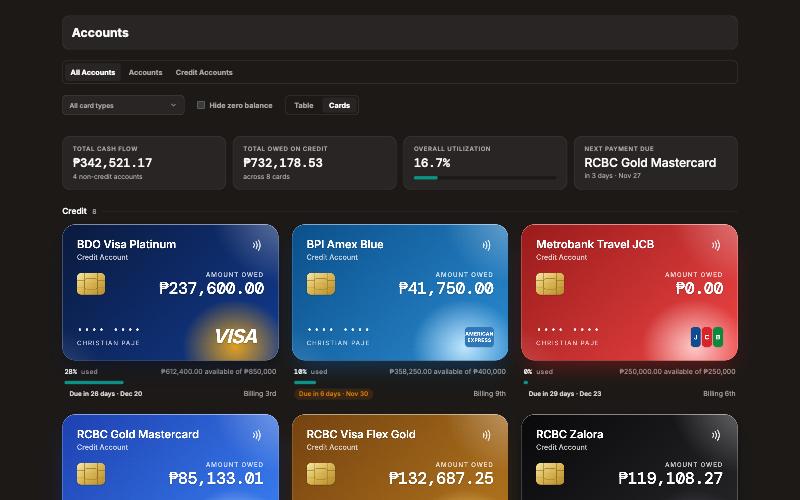 Accounts
All Accounts Accounts Credit Accounts
All card types Hide zero balance Table Cards
TOTAL CASH FLOW
₱342,521.17
4 non-credit accounts
TOTAL OWED ON CREDIT
₱732,178.53
across 8 cards
OVERALL UTILIZATION
16.7%
NEXT PAYMENT DUE
RCBC Gold Mastercard
in 3 days · Nov 27
Credit 8
BDO Visa Platinum
Credit Account
AMOUNT OWED
₱237,600.00
•••• ••••
CHRISTIAN PAJE
VISA
28% used ₱612,400.00 available of ₱850,000
Due in 26 days · Dec 20 Billing 3rd
BPI Amex Blue
Credit Account
AMOUNT OWED
₱41,750.00
•••• ••••
CHRISTIAN PAJE
AMERICAN
EXPRESS
10% used ₱358,250.00 available of ₱400,000
Due in 6 days · Nov 30 Billing 9th
Metrobank Travel JCB
Credit Account
AMOUNT OWED
₱0.00
•••• ••••
CHRISTIAN PAJE
J C B
0% used ₱250,000.00 available of ₱250,000
Due in 29 days · Dec 23 Billing 6th
RCBC Gold Mastercard
Credit Account
AMOUNT OWED
₱85,133.01
RCBC Visa Flex Gold
Credit Account
AMOUNT OWED
₱132,687.25
RCBC Zalora
Credit Account
AMOUNT OWED
₱119,108.27